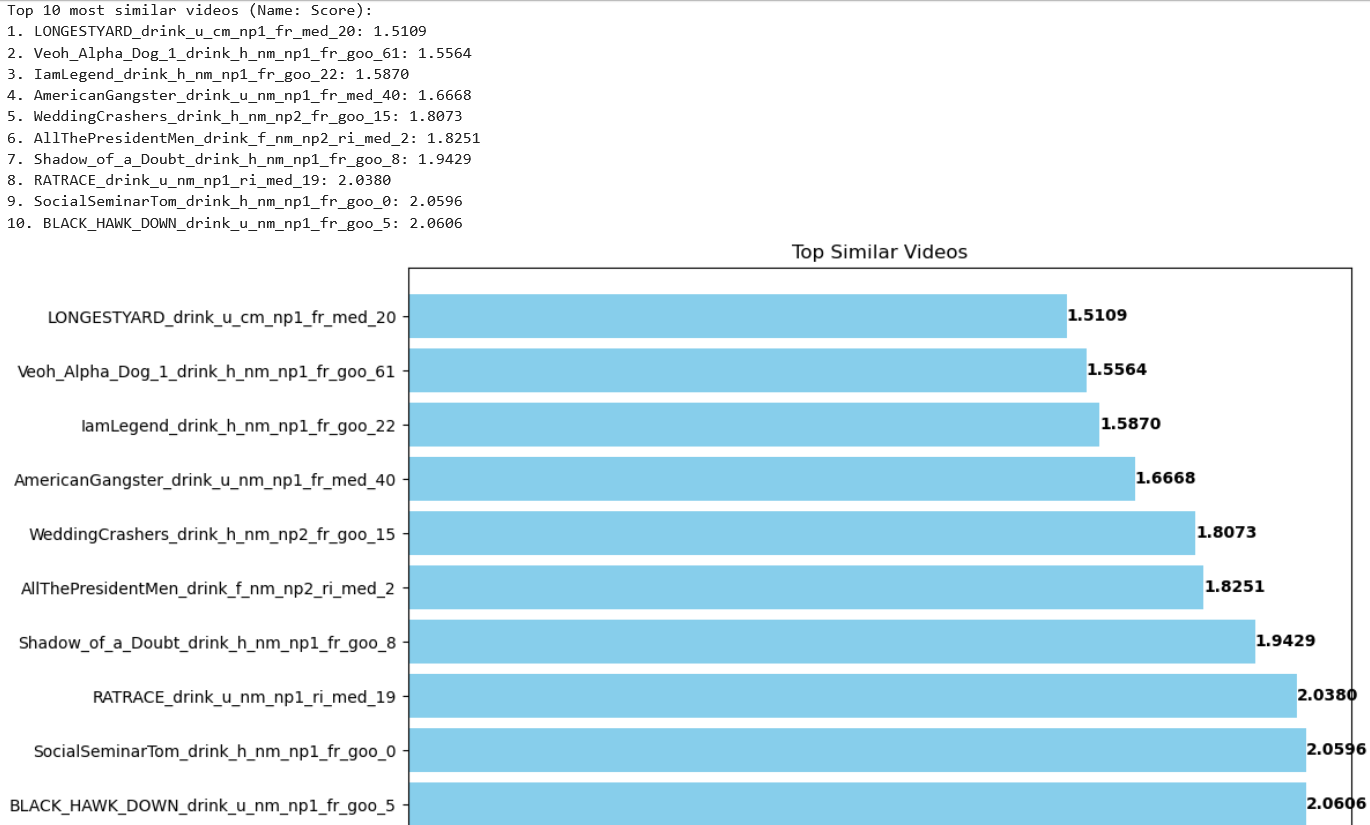 Top 10 most similar videos (Name: Score):
1. LONGESTYARD_drink_u_cm_np1_fr_med_20: 1.5109
2. Veoh_Alpha_Dog_1_drink_h_nm_np1_fr_goo_61: 1.5564
3. IamLegend_drink_h_nm_np1_fr_goo_22: 1.5870
4. AmericanGangster_drink_u_nm_np1_fr_med_40: 1.6668
5. WeddingCrashers_drink_h_nm_np2_fr_goo_15: 1.8073
6. AllThePresidentMen_drink_f_nm_np2_ri_med_2: 1.8251
7. Shadow_of_a_Doubt_drink_h_nm_np1_fr_goo_8: 1.9429
8. RATRACE_drink_u_nm_np1_ri_med_19: 2.0380
9. SocialSeminarTom_drink_h_nm_np1_fr_goo_0: 2.0596
10. BLACK_HAWK_DOWN_drink_u_nm_np1_fr_goo_5: 2.0606
Top Similar Videos
LONGESTYARD_drink_u_cm_np1_fr_med_20 1.5109
Veoh_Alpha_Dog_1_drink_h_nm_np1_fr_goo_61 1.5564
IamLegend_drink_h_nm_np1_fr_goo_22 1.5870
AmericanGangster_drink_u_nm_np1_fr_med_40 1.6668
WeddingCrashers_drink_h_nm_np2_fr_goo_15 1.8073
AllThePresidentMen_drink_f_nm_np2_ri_med_2 1.8251
Shadow_of_a_Doubt_drink_h_nm_np1_fr_goo_8 1.9429
RATRACE_drink_u_nm_np1_ri_med_19 2.0380
SocialSeminarTom_drink_h_nm_np1_fr_goo_0 2.0596
BLACK_HAWK_DOWN_drink_u_nm_np1_fr_goo_5 2.0606